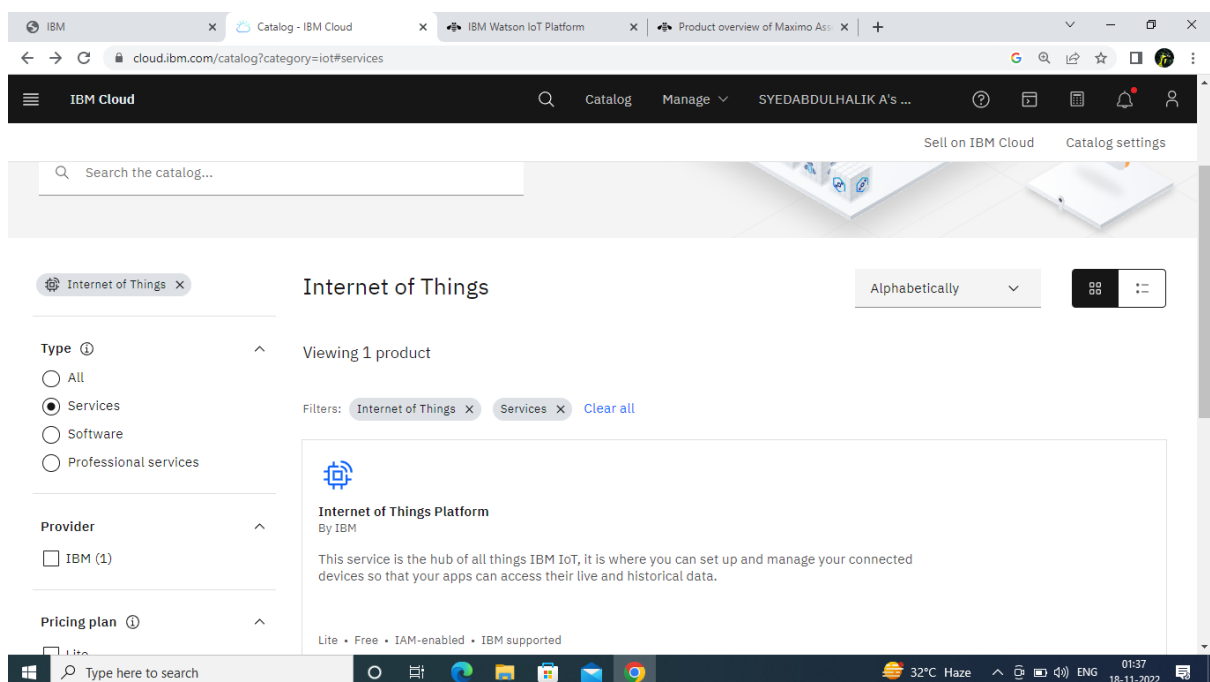 IBM
Catalog - IBM Cloud
IBM Watson IoT Platform
Product overview of Maximo Ass
cloud.ibm.com/catalog?category=iot#services
IBM Cloud
Catalog
Manage
SYEDABDULHALIK A's ...
Sell on IBM Cloud
Catalog settings
Search the catalog...
Internet of Things
Internet of Things
Alphabetically
Type
All
Services
Software
Professional services
Viewing 1 product
Filters: Internet of Things Services Clear all
Internet of Things Platform
By IBM
This service is the hub of all things IBM IoT, it is where you can set up and manage your connected
devices so that your apps can access their live and historical data.
Lite • Free • IAM-enabled • IBM supported
Provider
IBM (1)
Pricing plan
Lite
Type here to search
32°C Haze
ENG
01:37
18-11-2022